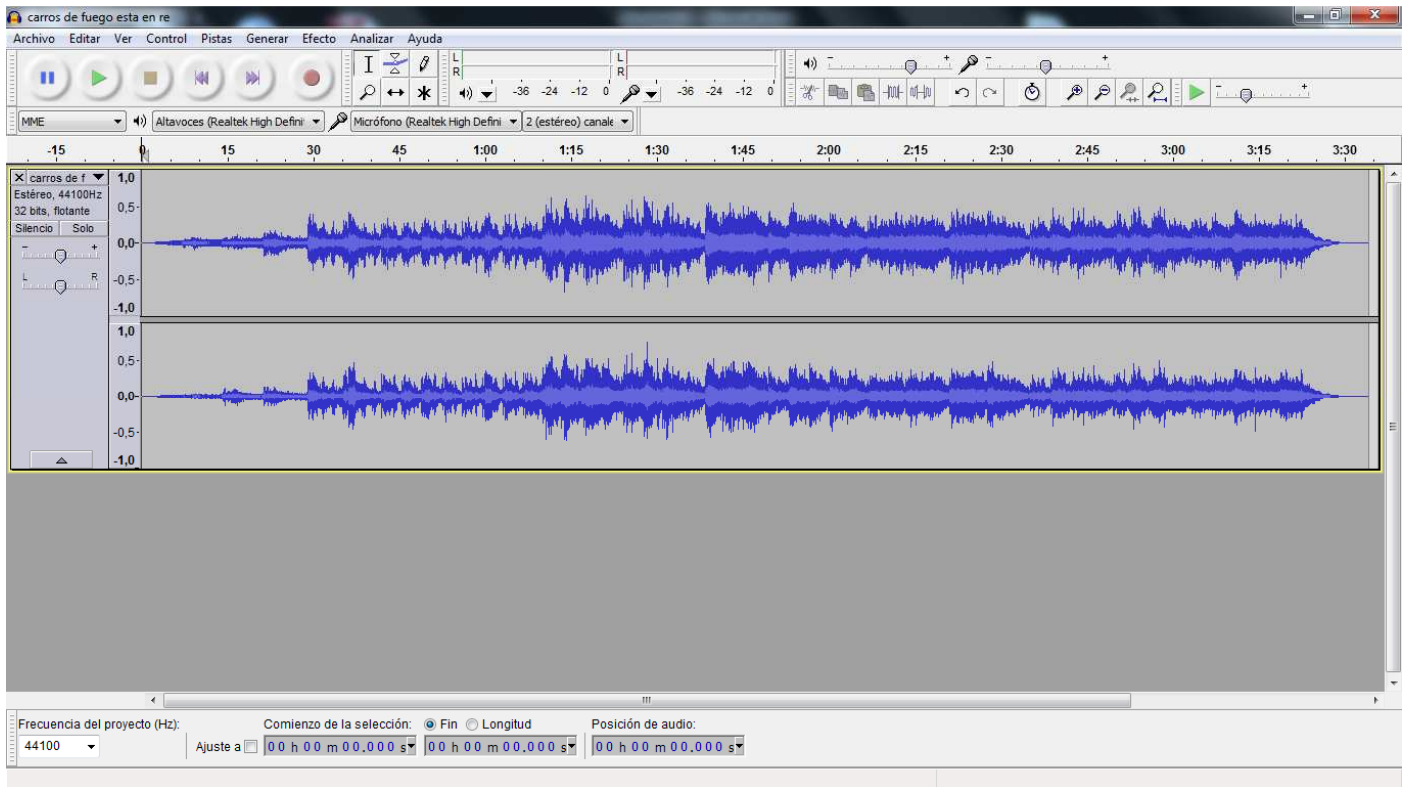 carros de fuego esta en re
Archivo Editar Ver Control Pistas Generar Efecto Analizar Ayuda
L
R
-36 -24 -12 0
L
R
-36 -24 -12 0
MME Altavoces (Realtek High Defini Micrófono (Realtek High Defini 2 (estéreo) canale
-15 0 15 30 45 1:00 1:15 1:30 1:45 2:00 2:15 2:30 2:45 3:00 3:15 3:30
carros de f
Estéreo, 44100Hz
32 bits, flotante
Silencio Solo
- +
L R
1,0
0,5
0,0
-0,5
-1,0
1,0
0,5
0,0
-0,5
-1,0
Frecuencia del proyecto (Hz): Comienzo de la selección: Fin Longitud Posición de audio:
44100 Ajuste a 00 h 00 m 00.000 s 00 h 00 m 00.000 s 00 h 00 m 00.000 s